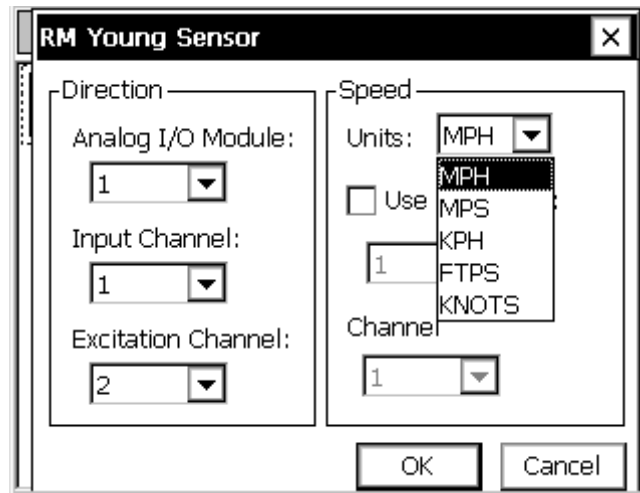 RM Young Sensor
Direction
Analog I/O Module:
1
Input Channel:
1
Excitation Channel:
2
Speed
Units: MPH
MPH
MPS
KPH
FTPS
KNOTS
Use :
1
Channel
1
OK Cancel